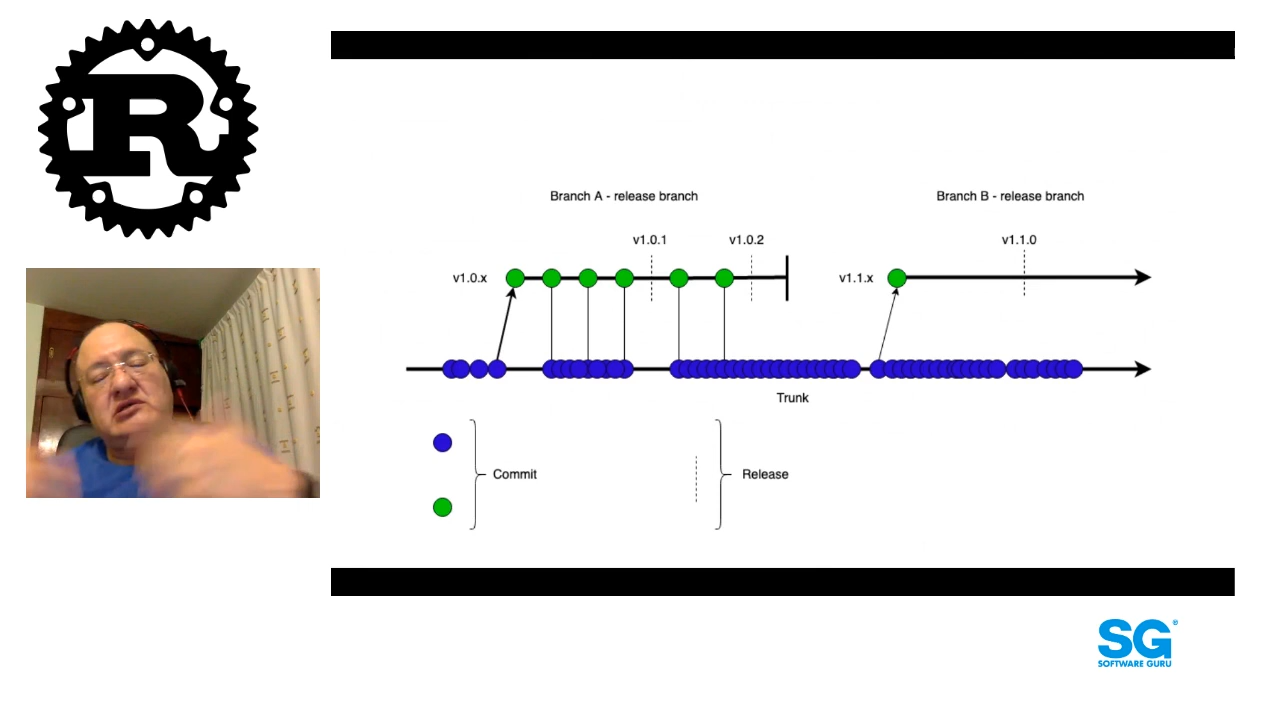 R
Branch A - release branch
Branch B - release branch
v1.0.1
v1.0.2
v1.1.0
v1.0.x
v1.1.x
Trunk
Commit
Release
SG®
SOFTWARE GURU